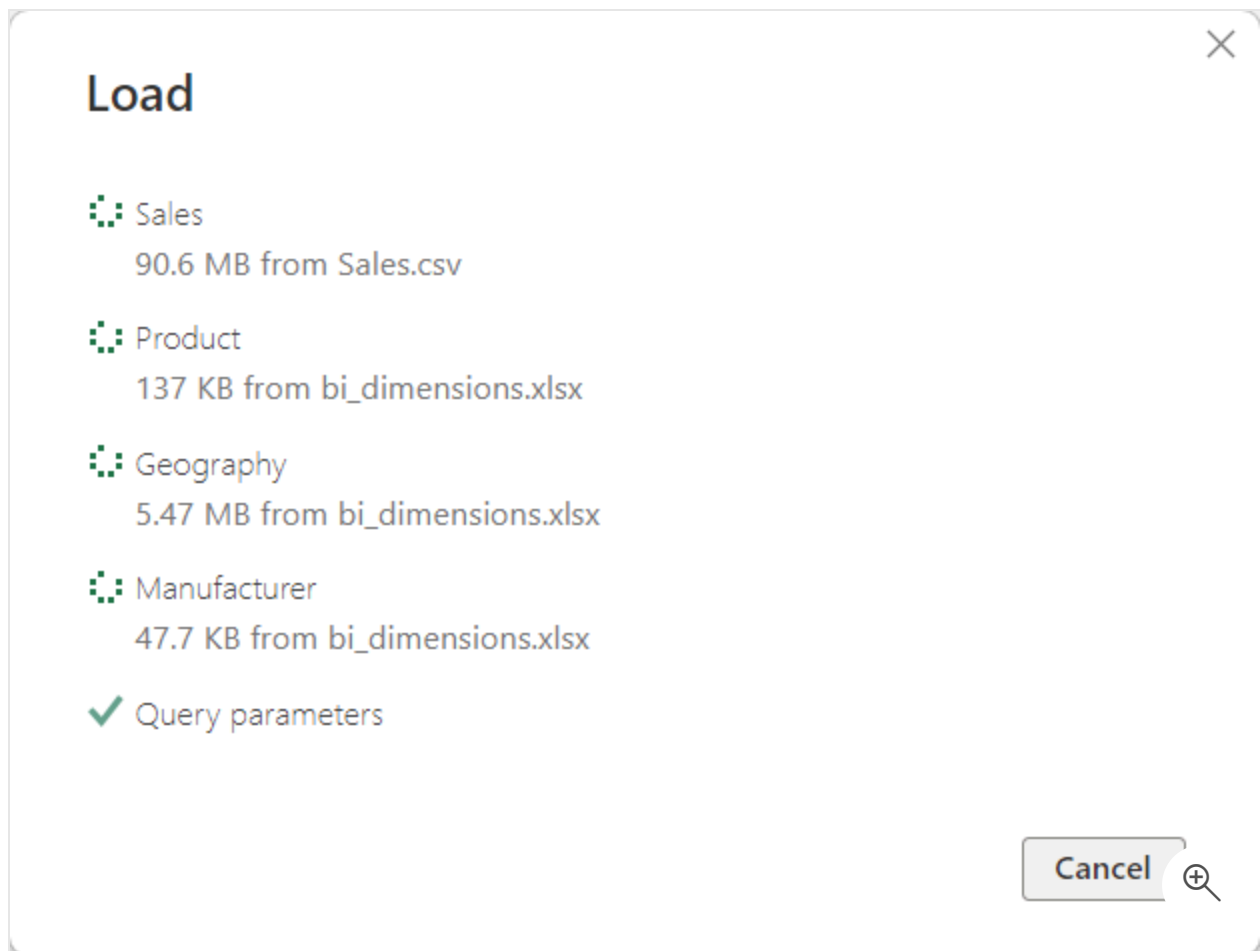 Load
Sales
90.6 MB from Sales.csv
Product
137 KB from bi_dimensions.xlsx
Geography
5.47 MB from bi_dimensions.xlsx
Manufacturer
47.7 KB from bi_dimensions.xlsx
Query parameters
Cancel